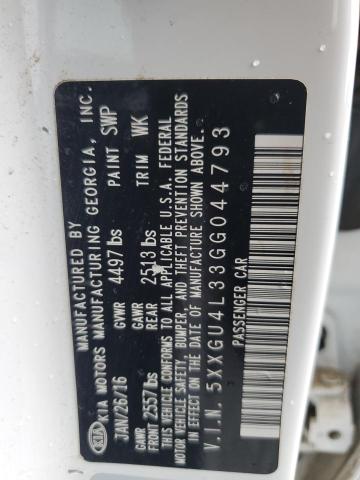 MANUFACTURED BY
KIA KIA MOTORS MANUFACTURING GEORGIA, INC.
JAN/26/16 GVWR 4497 lbs PAINT SWP
GAWR FRONT 2557 lbs GAWR REAR 2513 lbs TRIM WK
THIS VEHICLE CONFORMS TO ALL APPLICABLE U.S.A. FEDERAL
MOTOR VEHICLE SAFETY, BUMPER, AND THEFT PREVENTION STANDARDS
IN EFFECT ON THE DATE OF MANUFACTURE SHOWN ABOVE.
V.I.N. 5XXGU4L33GG044793
PASSENGER CAR